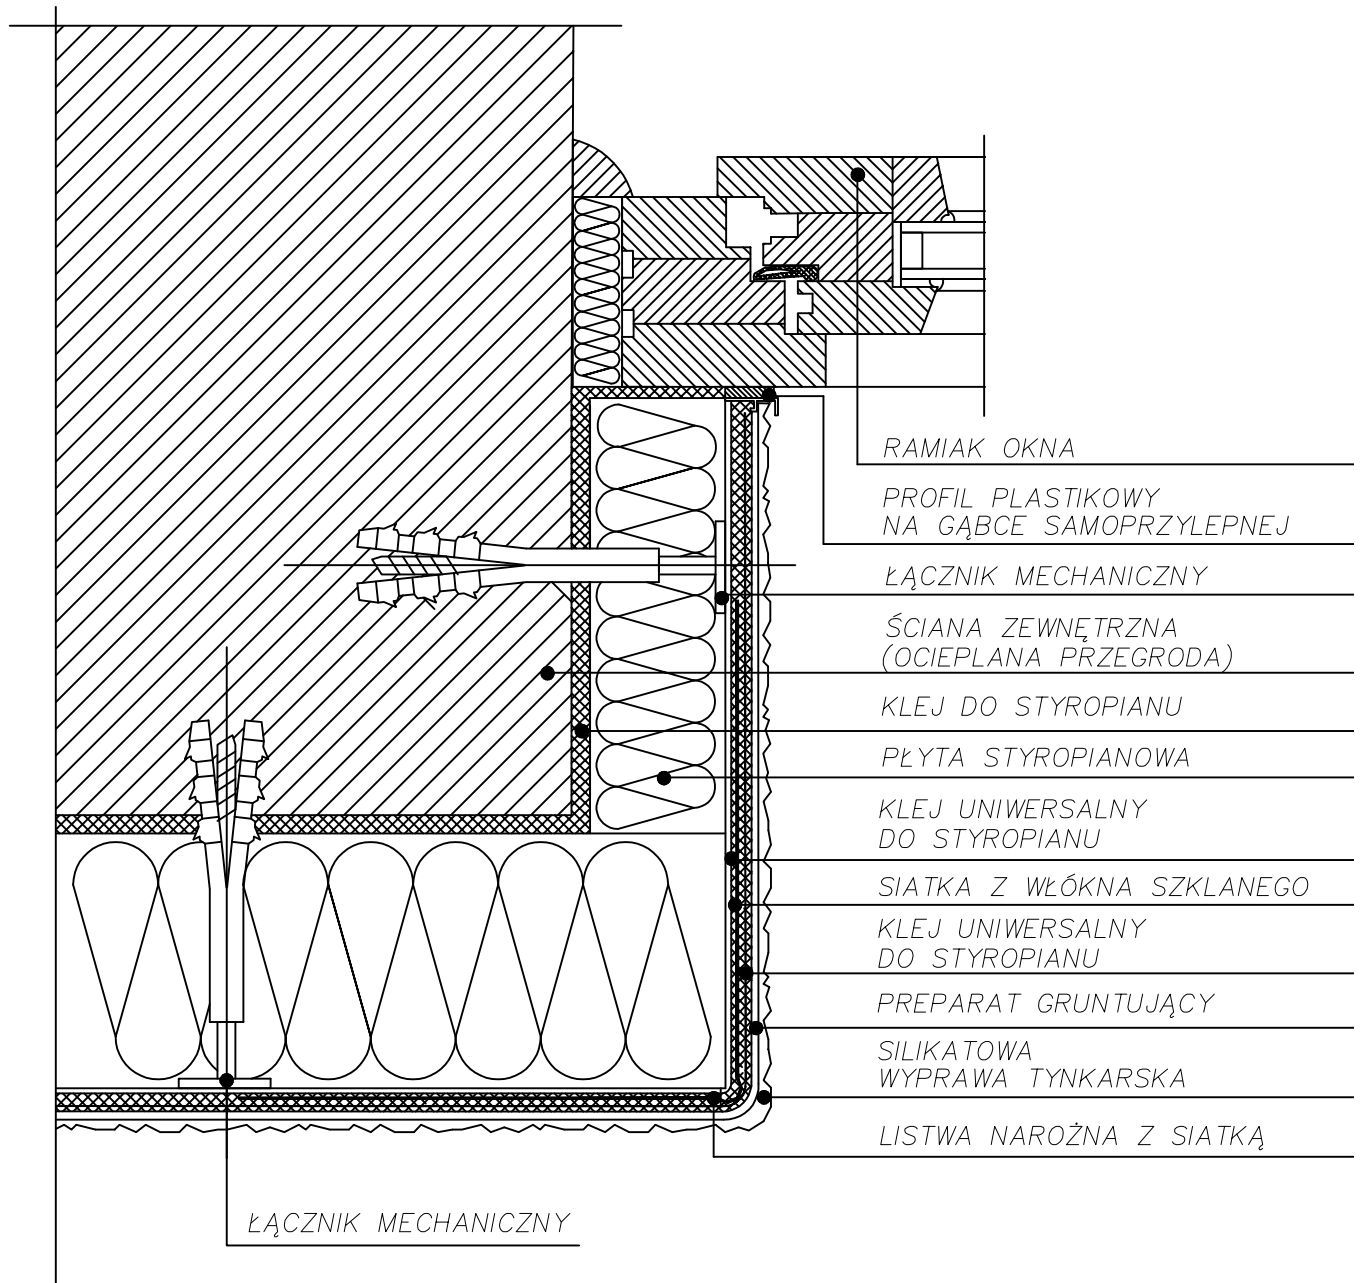 RAMIAK OKNA
PROFIL PLASTIKOWY
NA GĄBCE SAMOPRZYLEPNEJ
ŁĄCZNIK MECHANICZNY
ŚCIANA ZEWNĘTRZNA
(OCIEPLANA PRZEGRODA)
KLEJ DO STYROPIANU
PŁYTA STYROPIANOWA
KLEJ UNIWERSALNY
DO STYROPIANU
SIATKA Z WŁÓKNA SZKLANEGO
KLEJ UNIWERSALNY
DO STYROPIANU
PREPARAT GRUNTUJĄCY
SILIKATOWA
WYPRAWA TYNKARSKA
LISTWA NAROŻNA Z SIATKĄ
ŁĄCZNIK MECHANICZNY